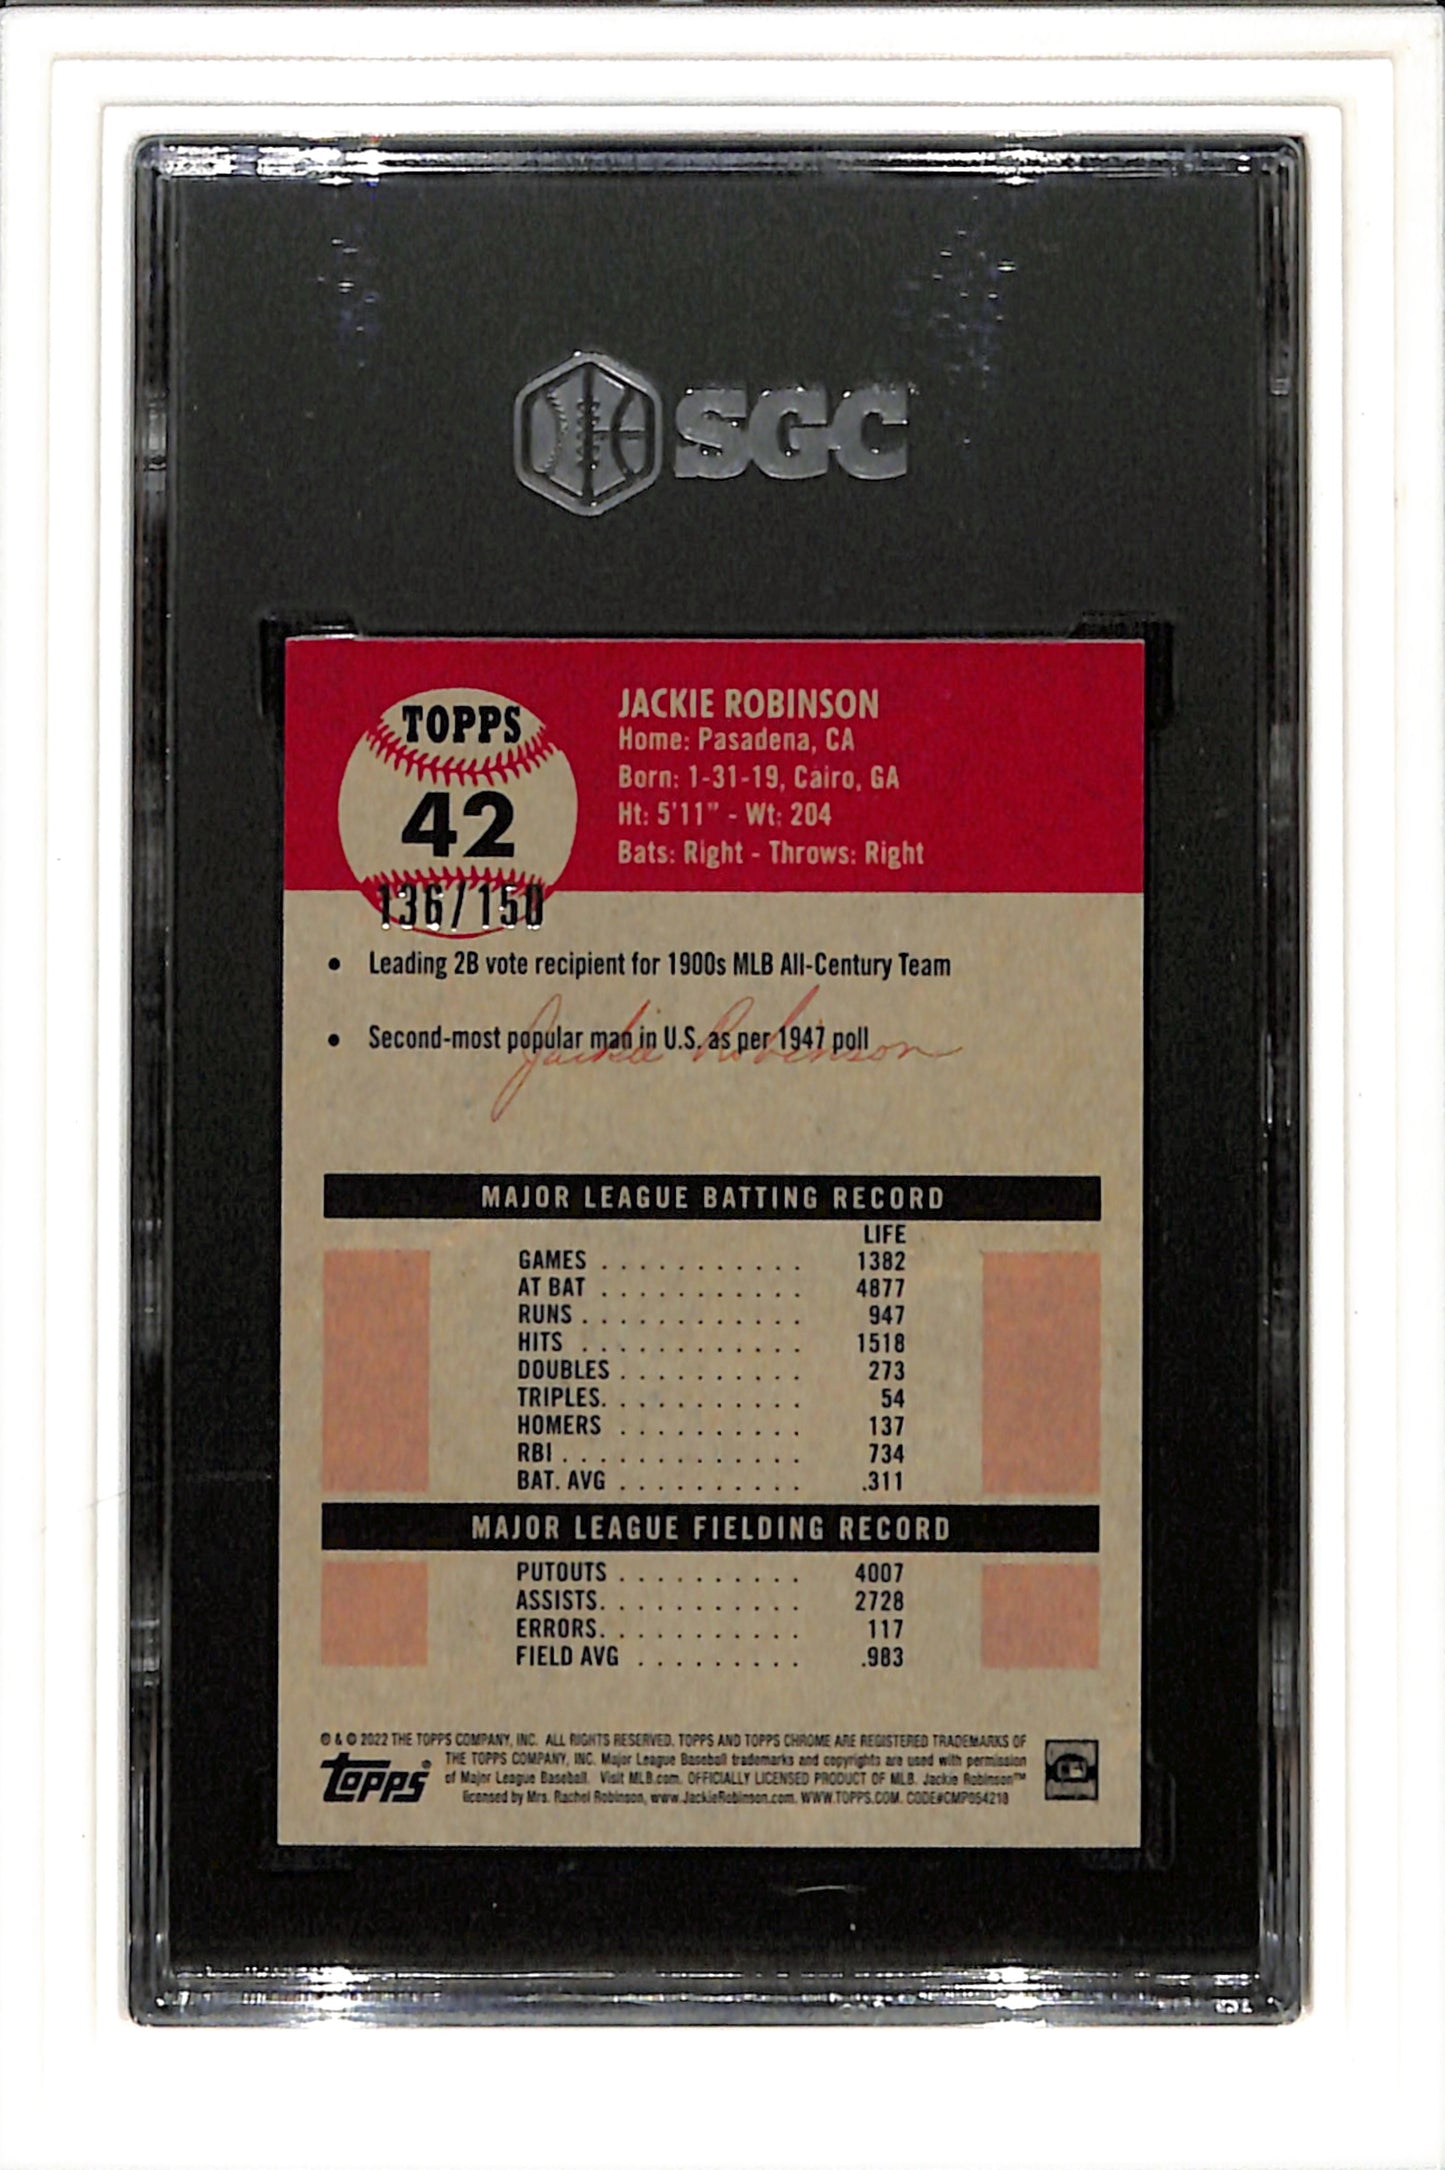 SGC
TOPPS
42
136/150
JACKIE ROBINSON
Home: Pasadena, CA
Born: 1-31-19, Cairo, GA
Ht: 5'11" - Wt: 204
Bats: Right - Throws: Right
• Leading 2B vote recipient for 1900s MLB All-Century Team
• Second-most popular man in U.S. as per 1947 poll
Jackie Robinson
MAJOR LEAGUE BATTING RECORD
LIFE
GAMES . . . . . . . . . . . 1382
AT BAT . . . . . . . . . . . 4877
RUNS . . . . . . . . . . . . 947
HITS . . . . . . . . . . . . 1518
DOUBLES . . . . . . . . . . 273
TRIPLES. . . . . . . . . . . 54
HOMERS . . . . . . . . . . 137
RBI . . . . . . . . . . . . . 734
BAT. AVG . . . . . . . . . . .311
MAJOR LEAGUE FIELDING RECORD
PUTOUTS . . . . . . . . . . 4007
ASSISTS. . . . . . . . . . . 2728
ERRORS. . . . . . . . . . . 117
FIELD AVG . . . . . . . . . .983
® & © 2022 THE TOPPS COMPANY, INC. ALL RIGHTS RESERVED. TOPPS AND TOPPS CHROME ARE REGISTERED TRADEMARKS OF
THE TOPPS COMPANY, INC. Major League Baseball trademarks and copyrights are used with permission
of Major League Baseball. Visit MLB.com. OFFICIALLY LICENSED PRODUCT OF MLB. Jackie Robinson™
licensed by Mrs. Rachel Robinson, www.JackieRobinson.com. WWW.TOPPS.COM. CODE#CMP054218
Topps®